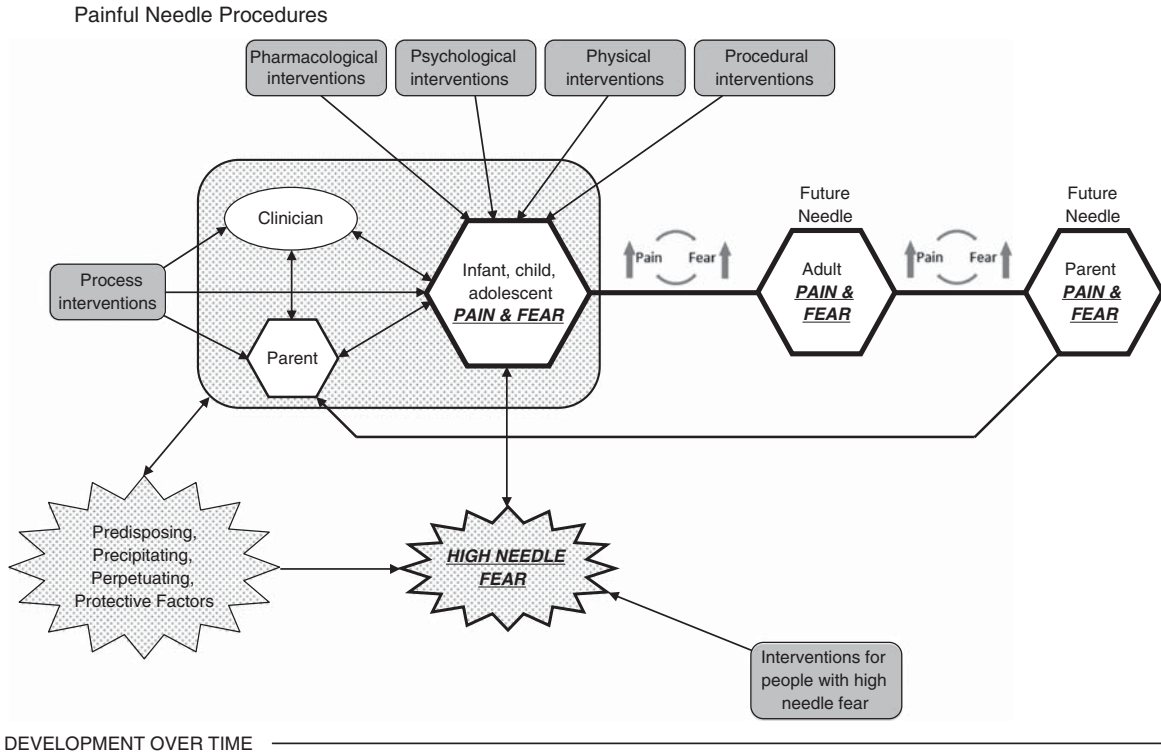 Painful Needle Procedures
Pharmacological
interventions
Psychological
interventions
Physical
interventions
Procedural
interventions
Clinician
Process
interventions
Parent
Infant, child,
adolescent
PAIN & FEAR
Pain Fear
Future
Needle
Adult
PAIN &
FEAR
Pain Fear
Future
Needle
Parent
PAIN &
FEAR
Predisposing,
Precipitating,
Perpetuating,
Protective Factors
HIGH NEEDLE
FEAR
Interventions for
people with high
needle fear
DEVELOPMENT OVER TIME